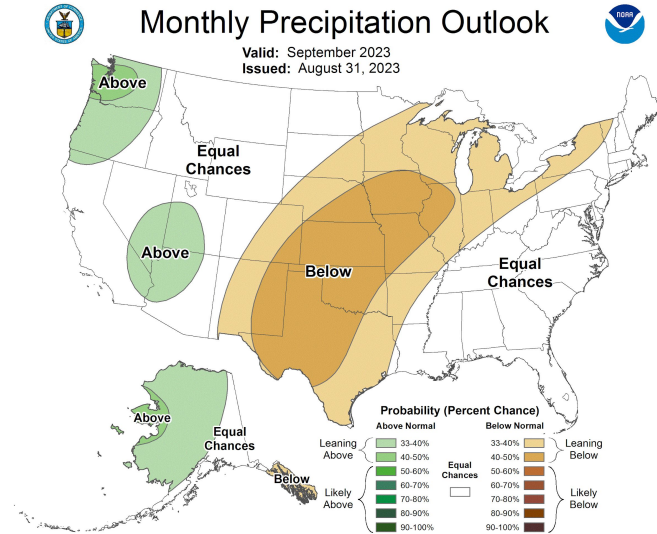 Monthly Precipitation Outlook
NOAA
Valid: September 2023
Issued: August 31, 2023
Above
Equal
Chances
Above
Below
Equal
Chances
Above
Equal
Chances
Below
Probability (Percent Chance)
Above Normal
Below Normal
Leaning
Above
33-40%
40-50%
50-60%
60-70%
70-80%
80-90%
90-100%
Likely
Above
Equal
Chances
33-40%
40-50%
50-60%
60-70%
70-80%
80-90%
90-100%
Leaning
Below
Likely
Below